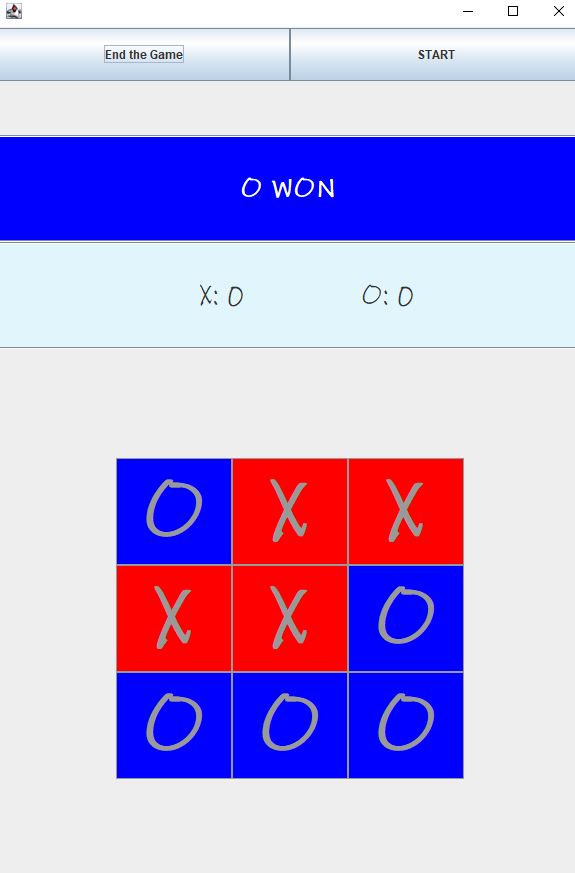 End the Game START
O WON
X: 0 O: 0
O X X
X X O
O O O